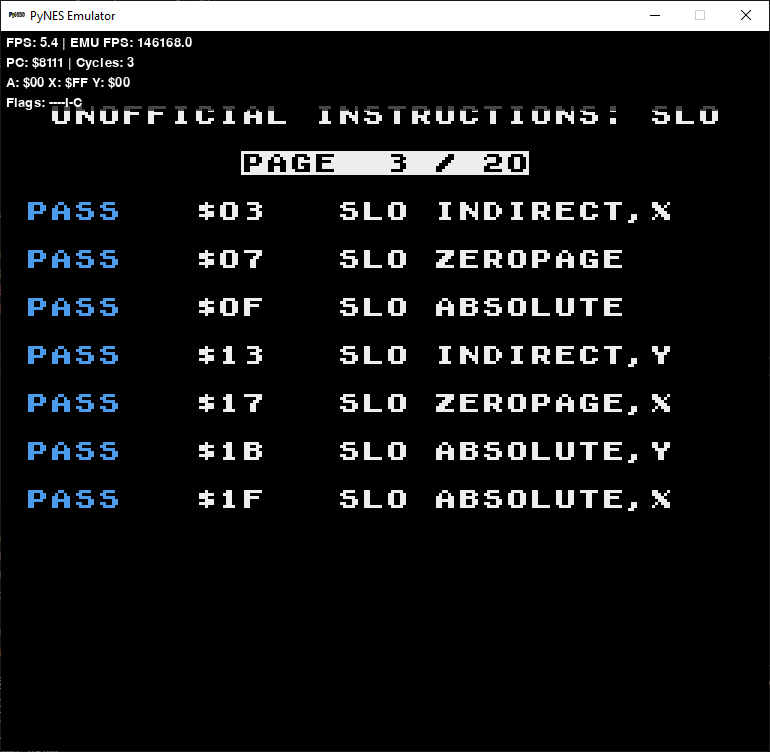 PyNES Emulator
FPS: 5.4 | EMU FPS: 146168.0
PC: $8111 | Cycles: 3
A: $00 X: $FF Y: $00
Flags: ----I-C
UNOFFICIAL INSTRUCTIONS: SLO
PAGE 3 / 20
PASS $03 SLO INDIRECT,X
PASS $07 SLO ZEROPAGE
PASS $0F SLO ABSOLUTE
PASS $13 SLO INDIRECT,Y
PASS $17 SLO ZEROPAGE,X
PASS $1B SLO ABSOLUTE,Y
PASS $1F SLO ABSOLUTE,X